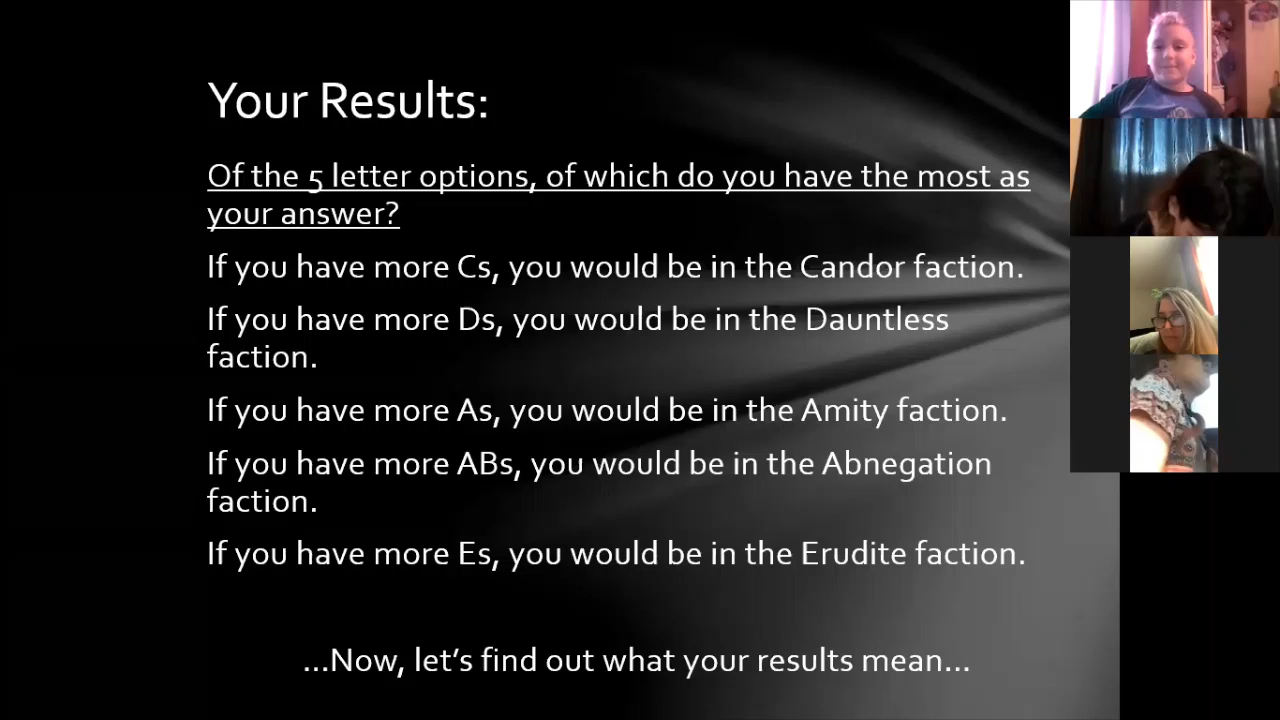 Your Results:
Of the 5 letter options, of which do you have the most as
your answer?
If you have more Cs, you would be in the Candor faction.
If you have more Ds, you would be in the Dauntless
faction.
If you have more As, you would be in the Amity faction.
If you have more ABs, you would be in the Abnegation
faction.
If you have more Es, you would be in the Erudite faction.
...Now, let’s find out what your results mean...